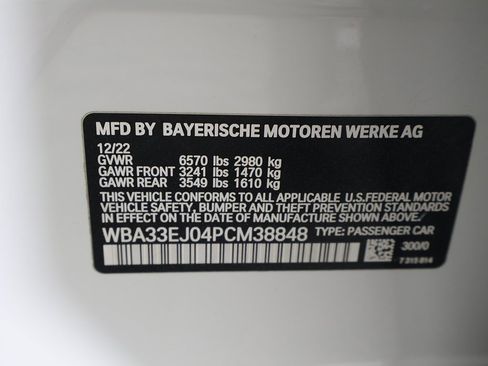 MFD BY BAYERISCHE MOTOREN WERKE AG
12/22
GVWR 6570 lbs 2980 kg
GAWR FRONT 3241 lbs 1470 kg
GAWR REAR 3549 lbs 1610 kg
THIS VEHICLE CONFORMS TO ALL APPLICABLE U.S. FEDERAL MOTOR
VEHICLE SAFETY, BUMPER, AND THEFT PREVENTION STANDARDS
IN EFFECT ON THE DATE OF MANUFACTURE SHOWN ABOVE.
WBA33EJ04PCM38848 TYPE: PASSENGER CAR
300/0
7 315 814